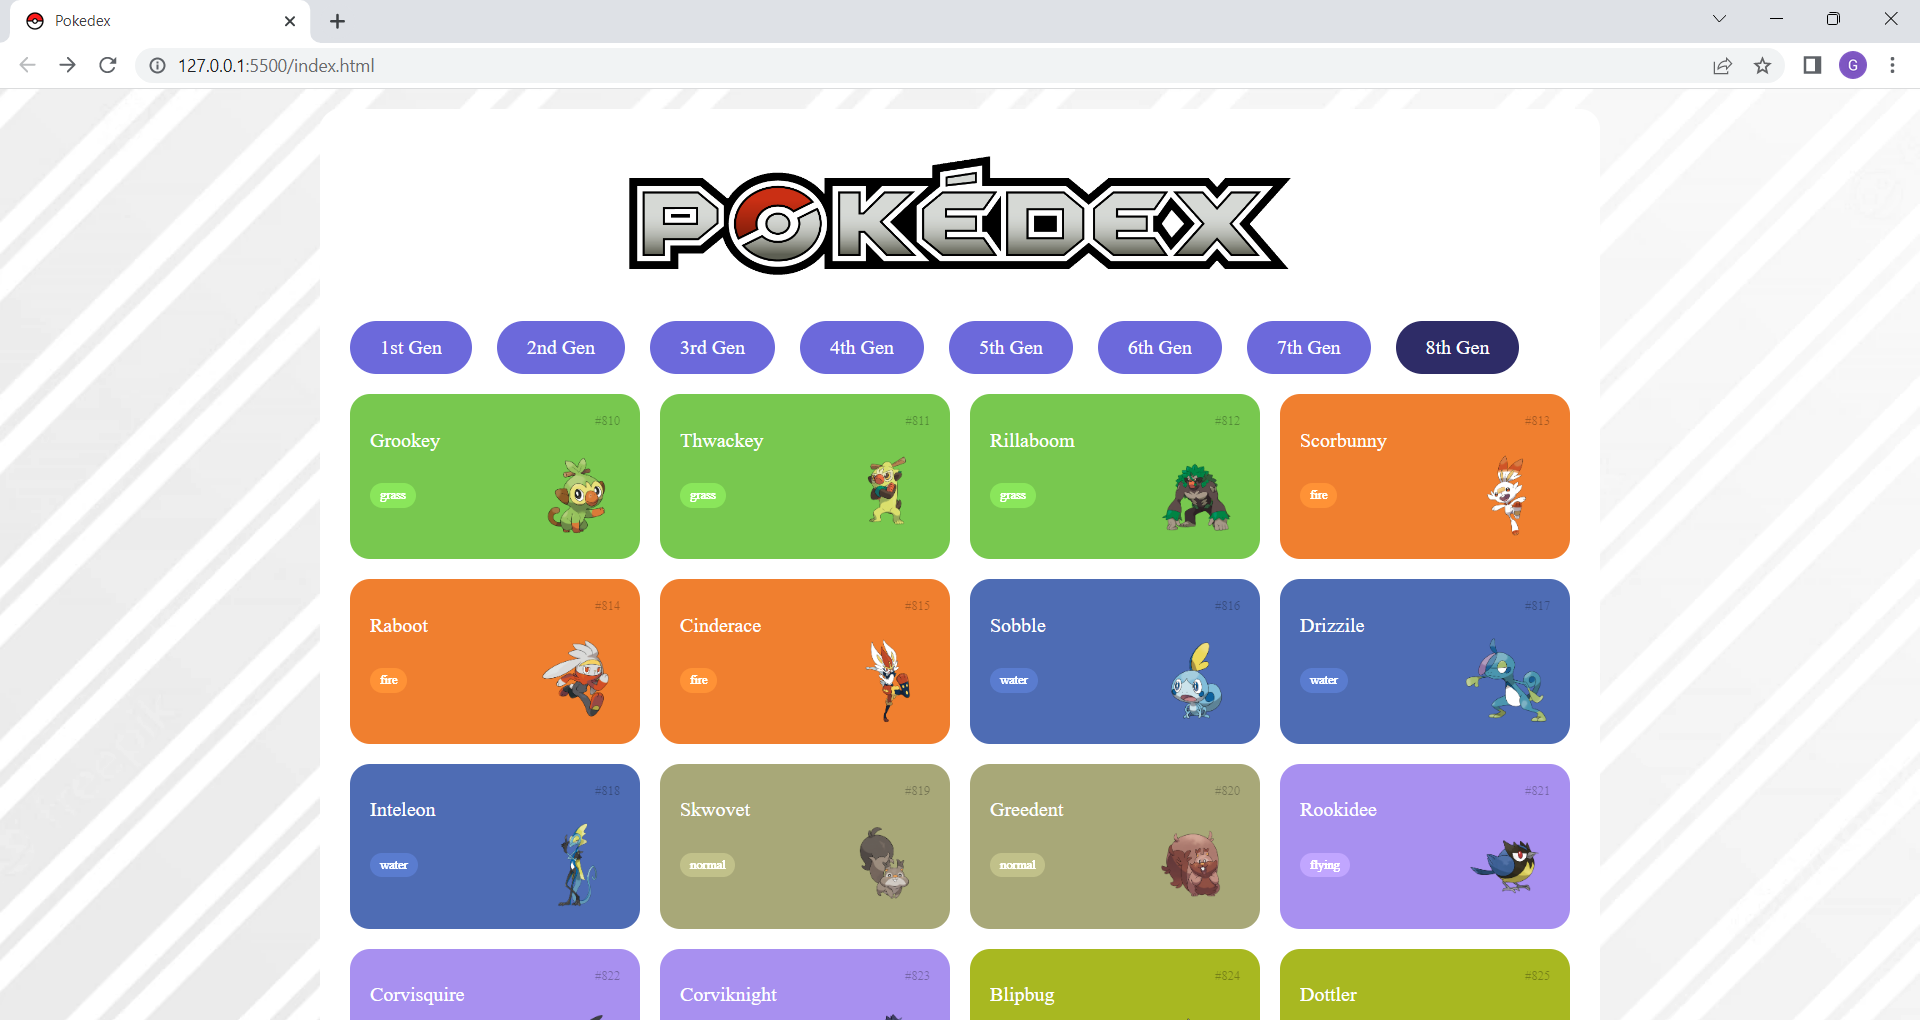 Pokedex
127.0.0.1:5500/index.html
G
POKÉDEX
1st Gen 2nd Gen 3rd Gen 4th Gen 5th Gen 6th Gen 7th Gen 8th Gen
#810 #811 #812 #813
Grookey Thwackey Rillaboom Scorbunny
grass grass grass fire
#814 #815 #816 #817
Raboot Cinderace Sobble Drizzile
fire fire water water
#818 #819 #820 #821
Inteleon Skwovet Greedent Rookidee
water normal normal flying
#822 #823 #824 #825
Corvisquire Corviknight Blipbug Dottler
freepik